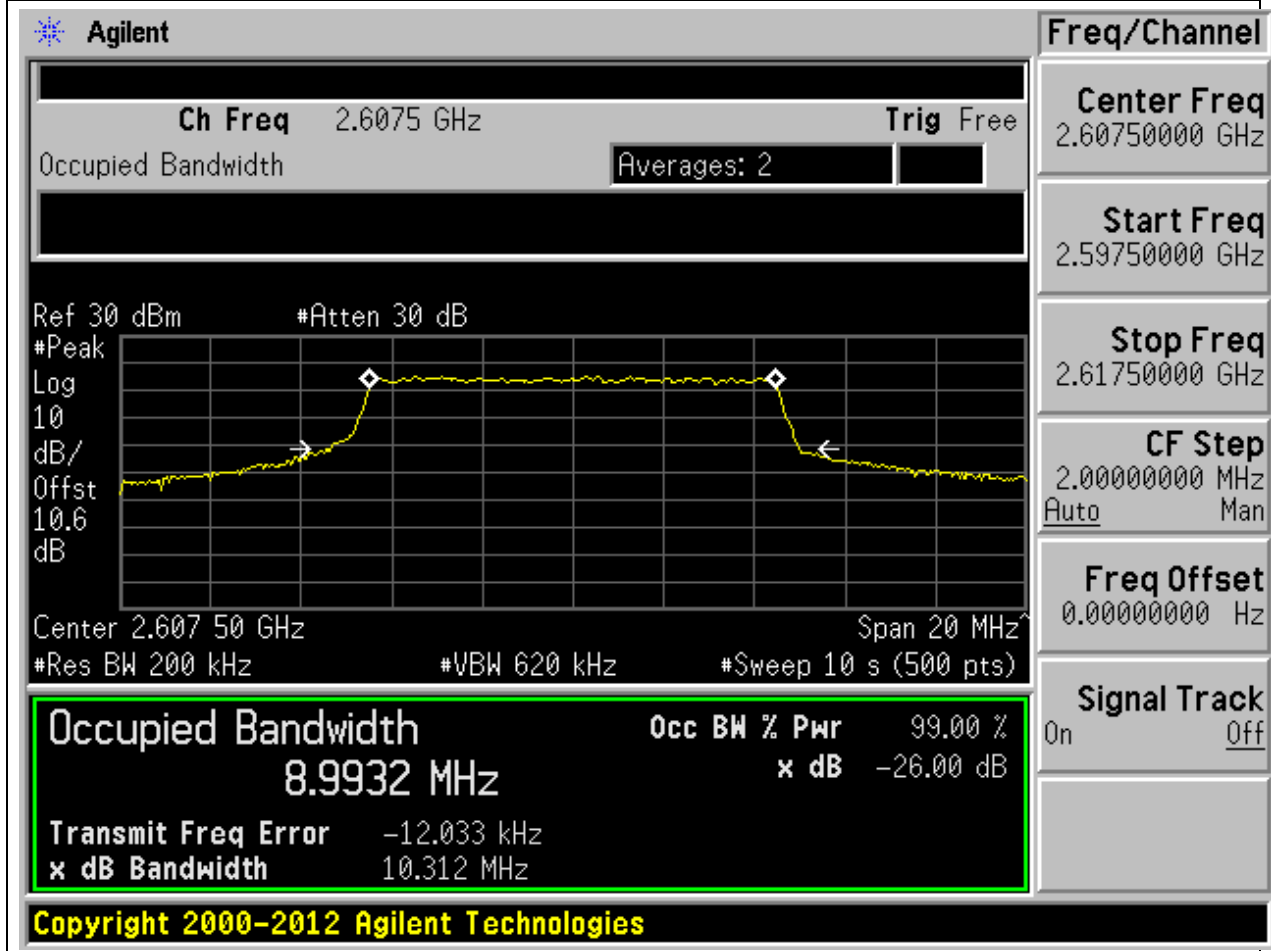 Agilent
Freq/Channel
Ch Freq 2.6075 GHz Trig Free
Occupied Bandwidth Averages: 2
Center Freq
2.60750000 GHz
Start Freq
2.59750000 GHz
Stop Freq
2.61750000 GHz
CF Step
2.00000000 MHz
Auto Man
Freq Offset
0.00000000 Hz
Signal Track
On Off
Ref 30 dBm #Atten 30 dB
#Peak
Log
10
dB/
Offst
10.6
dB
Center 2.607 50 GHz Span 20 MHz^
#Res BW 200 kHz #VBW 620 kHz #Sweep 10 s (500 pts)
Occupied Bandwidth Occ BW % Pwr 99.00 %
8.9932 MHz x dB -26.00 dB
Transmit Freq Error -12.033 kHz
x dB Bandwidth 10.312 MHz
Copyright 2000-2012 Agilent Technologies